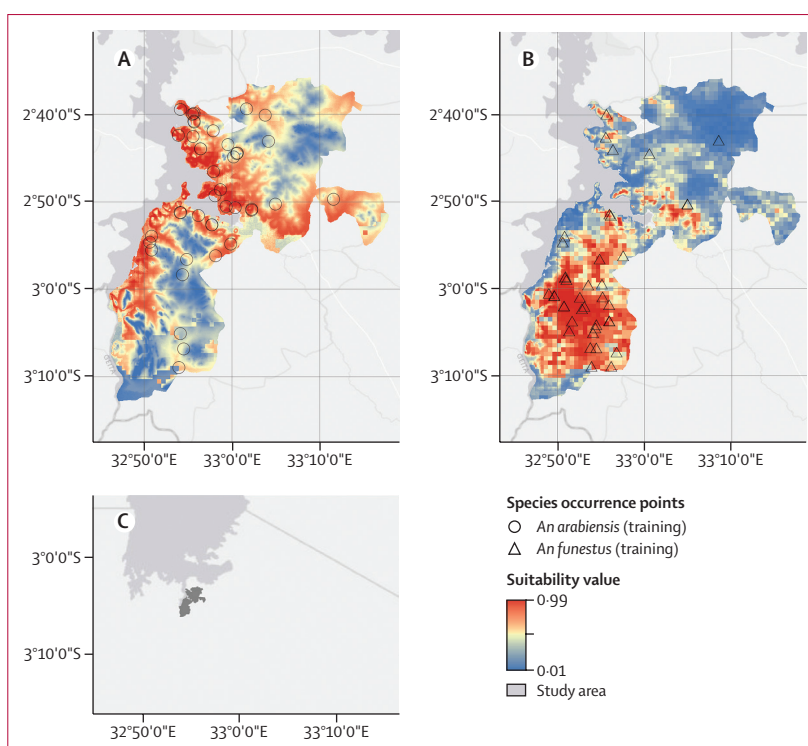 A
B
2°40'0"S
2°50'0"S
3°0'0"S
3°10'0"S
2°40'0"S
2°50'0"S
3°0'0"S
3°10'0"S
32°50'0"E 33°0'0"E 33°10'0"E
32°50'0"E 33°0'0"E 33°10'0"E
C
3°0'0"S
3°10'0"S
32°50'0"E 33°0'0"E 33°10'0"E
Species occurrence points
An arabiensis (training)
An funestus (training)
Suitability value
0·99
0·01
Study area